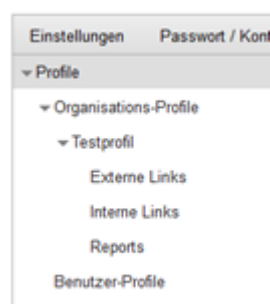 Einstellungen Passwort / Kont
Profile
Organisations-Profile
Testprofil
Externe Links
Interne Links
Reports
Benutzer-Profile